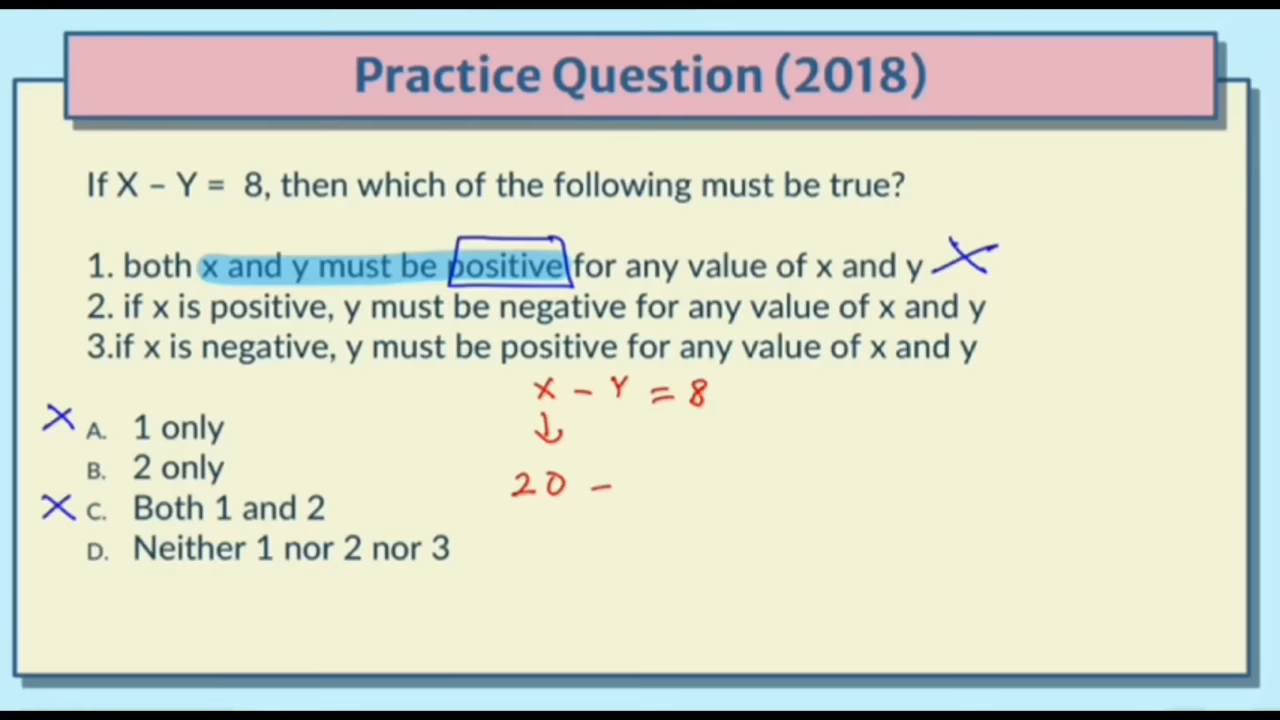 Practice Question (2018)
If X – Y = 8, then which of the following must be true?
1. both x and y must be positive for any value of x and y
2. if x is positive, y must be negative for any value of x and y
3.if x is negative, y must be positive for any value of x and y
x - Y = 8
↓
20 -
A. 1 only
B. 2 only
C. Both 1 and 2
D. Neither 1 nor 2 nor 3